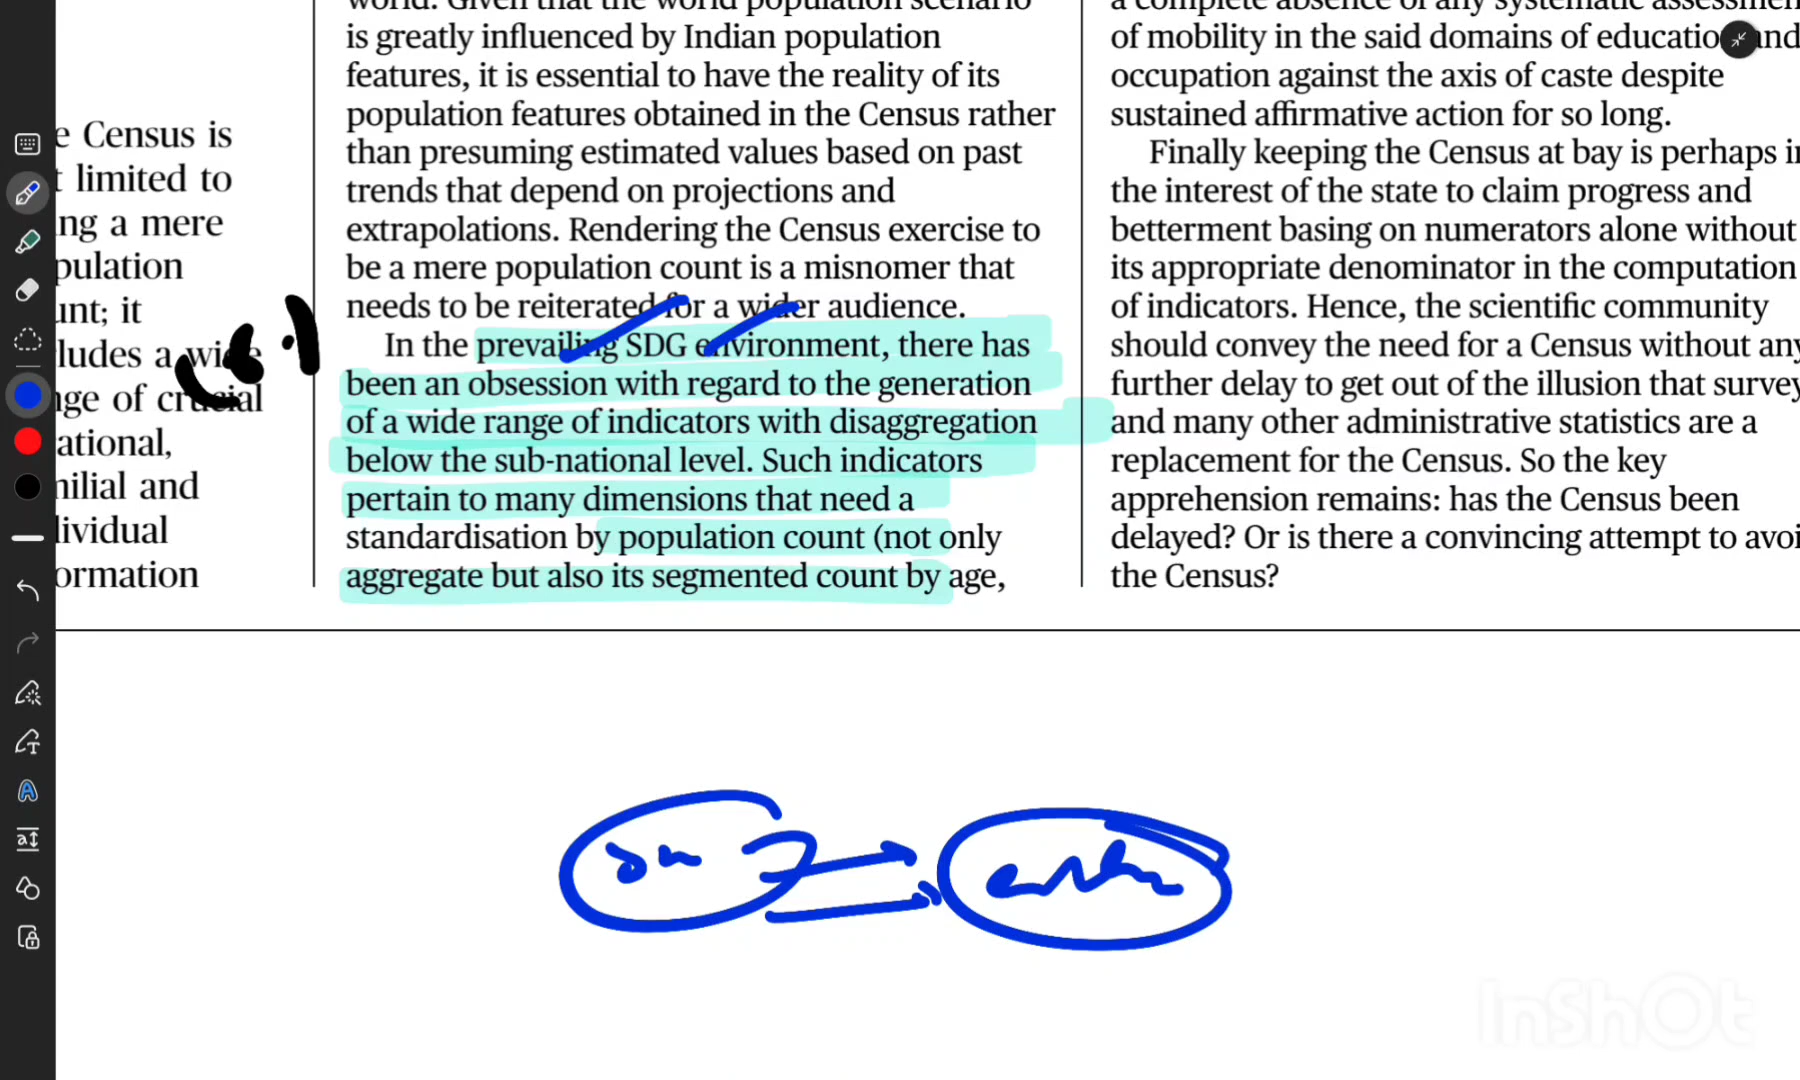 e Census is
t limited to
ing a mere
pulation
unt; it
ludes a wide
nge of crucial
ational,
milial and
dividual
ormation
world. Given that the world population scenario
is greatly influenced by Indian population
features, it is essential to have the reality of its
population features obtained in the Census rather
than presuming estimated values based on past
trends that depend on projections and
extrapolations. Rendering the Census exercise to
be a mere population count is a misnomer that
needs to be reiterated for a wider audience.
In the prevailing SDG environment, there has
been an obsession with regard to the generation
of a wide range of indicators with disaggregation
below the sub-national level. Such indicators
pertain to many dimensions that need a
standardisation by population count (not only
aggregate but also its segmented count by age,
a complete absence of any systematic assessmen
of mobility in the said domains of education and
occupation against the axis of caste despite
sustained affirmative action for so long.
Finally keeping the Census at bay is perhaps in
the interest of the state to claim progress and
betterment basing on numerators alone without
its appropriate denominator in the computation
of indicators. Hence, the scientific community
should convey the need for a Census without any
further delay to get out of the illusion that survey
and many other administrative statistics are a
replacement for the Census. So the key
apprehension remains: has the Census been
delayed? Or is there a convincing attempt to avoi
the Census?
InShOt